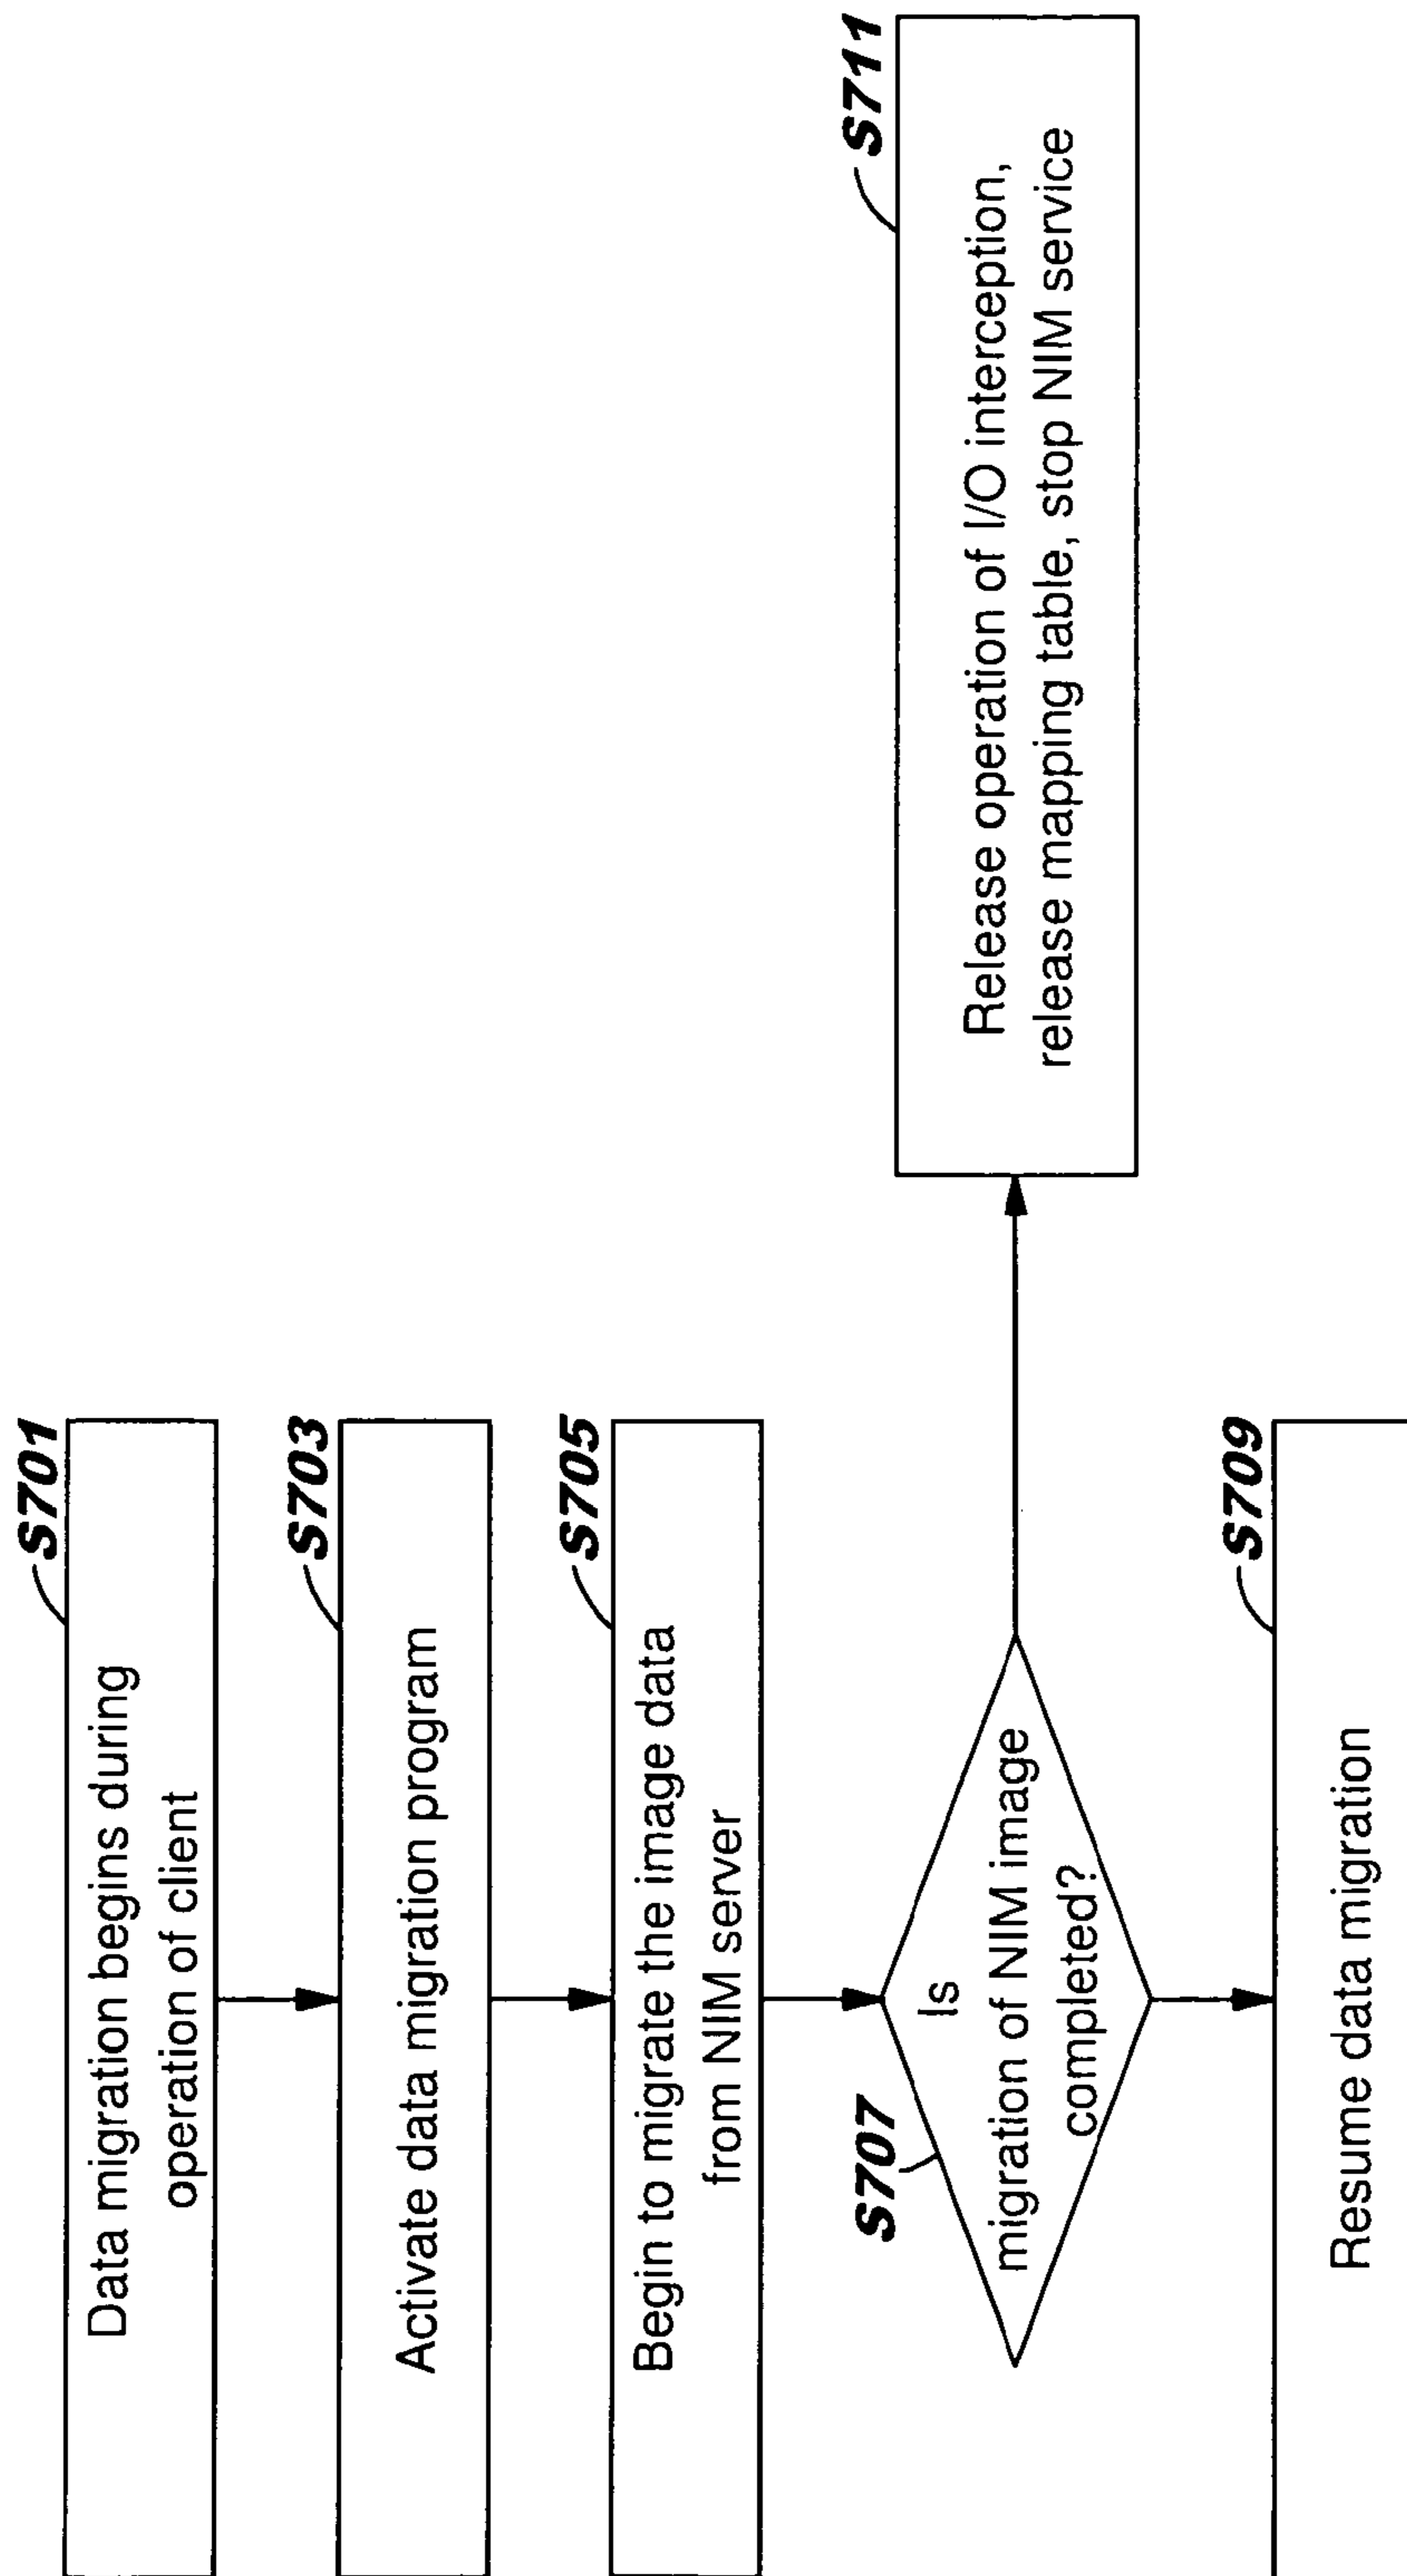 S701
Data migration begins during
operation of client
S703
Activate data migration program
S705
Begin to migrate the image data
from NIM server
S707
Is
migration of NIM image
completed?
S711
Release operation of I/O interception,
release mapping table, stop NIM service
S709
Resume data migration